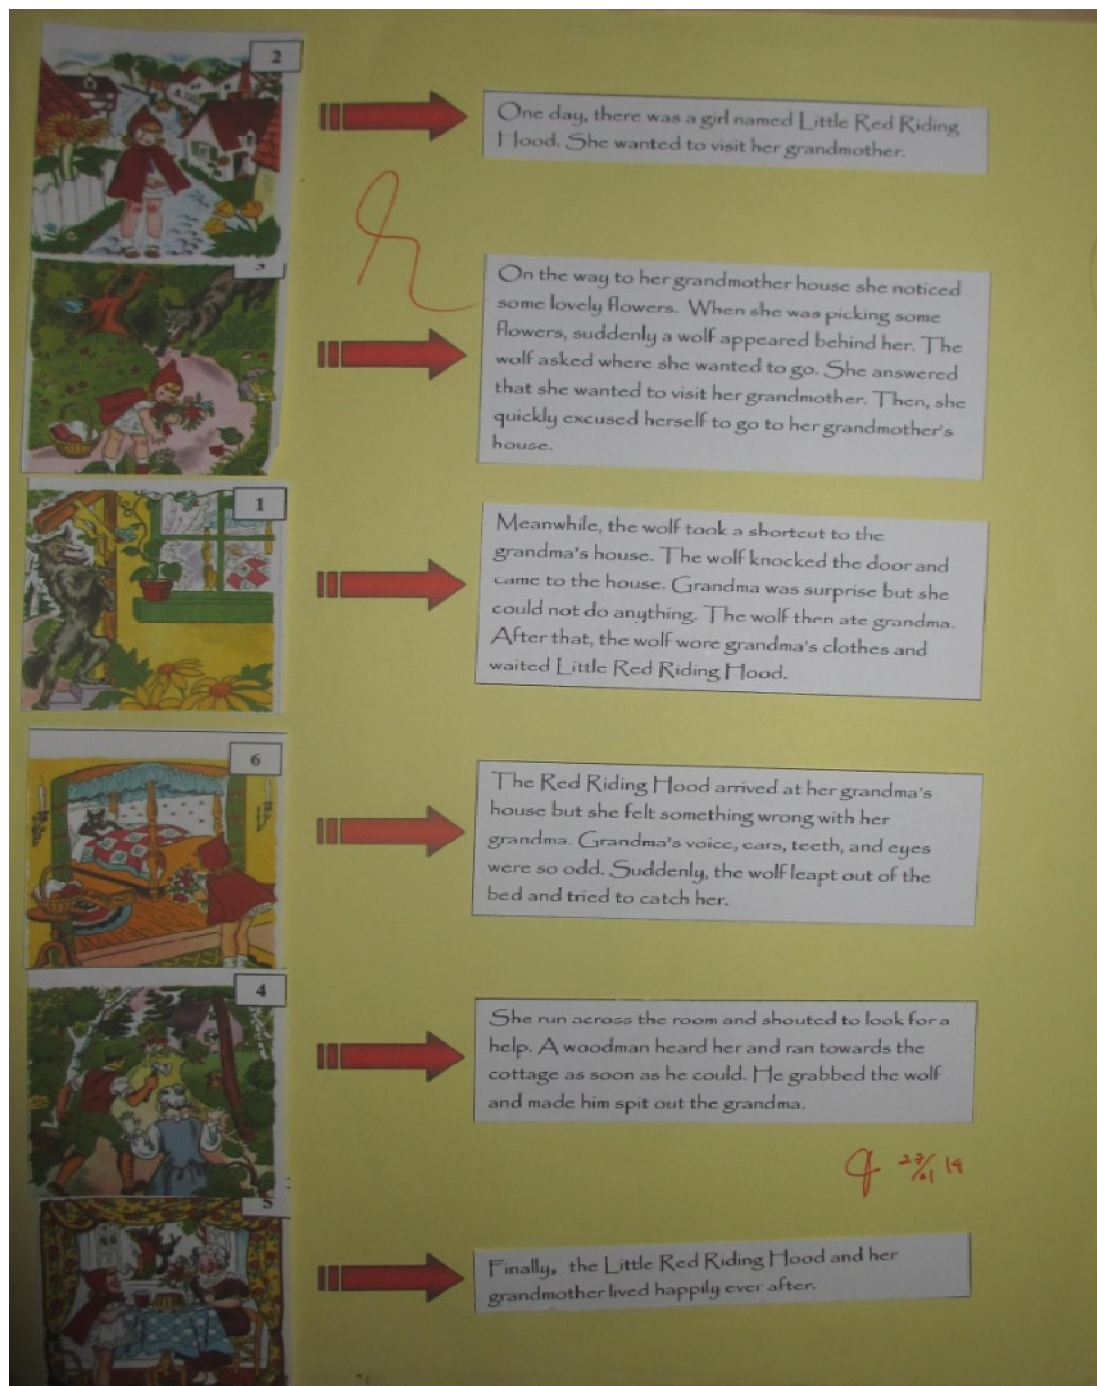 2
One day, there was a girl named Little Red Riding
Hood. She wanted to visit her grandmother.
3
On the way to her grandmother house she noticed
some lovely flowers. When she was picking some
flowers, suddenly a wolf appeared behind her. The
wolf asked where she wanted to go. She answered
that she wanted to visit her grandmother. Then, she
quickly excused herself to go to her grandmother's
house.
1
Meanwhile, the wolf took a shortcut to the
grandma's house. The wolf knocked the door and
came to the house. Grandma was surprise but she
could not do anything. The wolf then ate grandma.
After that, the wolf wore grandma's clothes and
waited Little Red Riding Hood.
6
The Red Riding Hood arrived at her grandma's
house but she felt something wrong with her
grandma. Grandma's voice, ears, teeth, and eyes
were so odd. Suddenly, the wolf leapt out of the
bed and tried to catch her.
4
She run across the room and shouted to look for a
help. A woodman heard her and ran towards the
cottage as soon as he could. He grabbed the wolf
and made him spit out the grandma.
5
Finally, the Little Red Riding Hood and her
grandmother lived happily ever after.